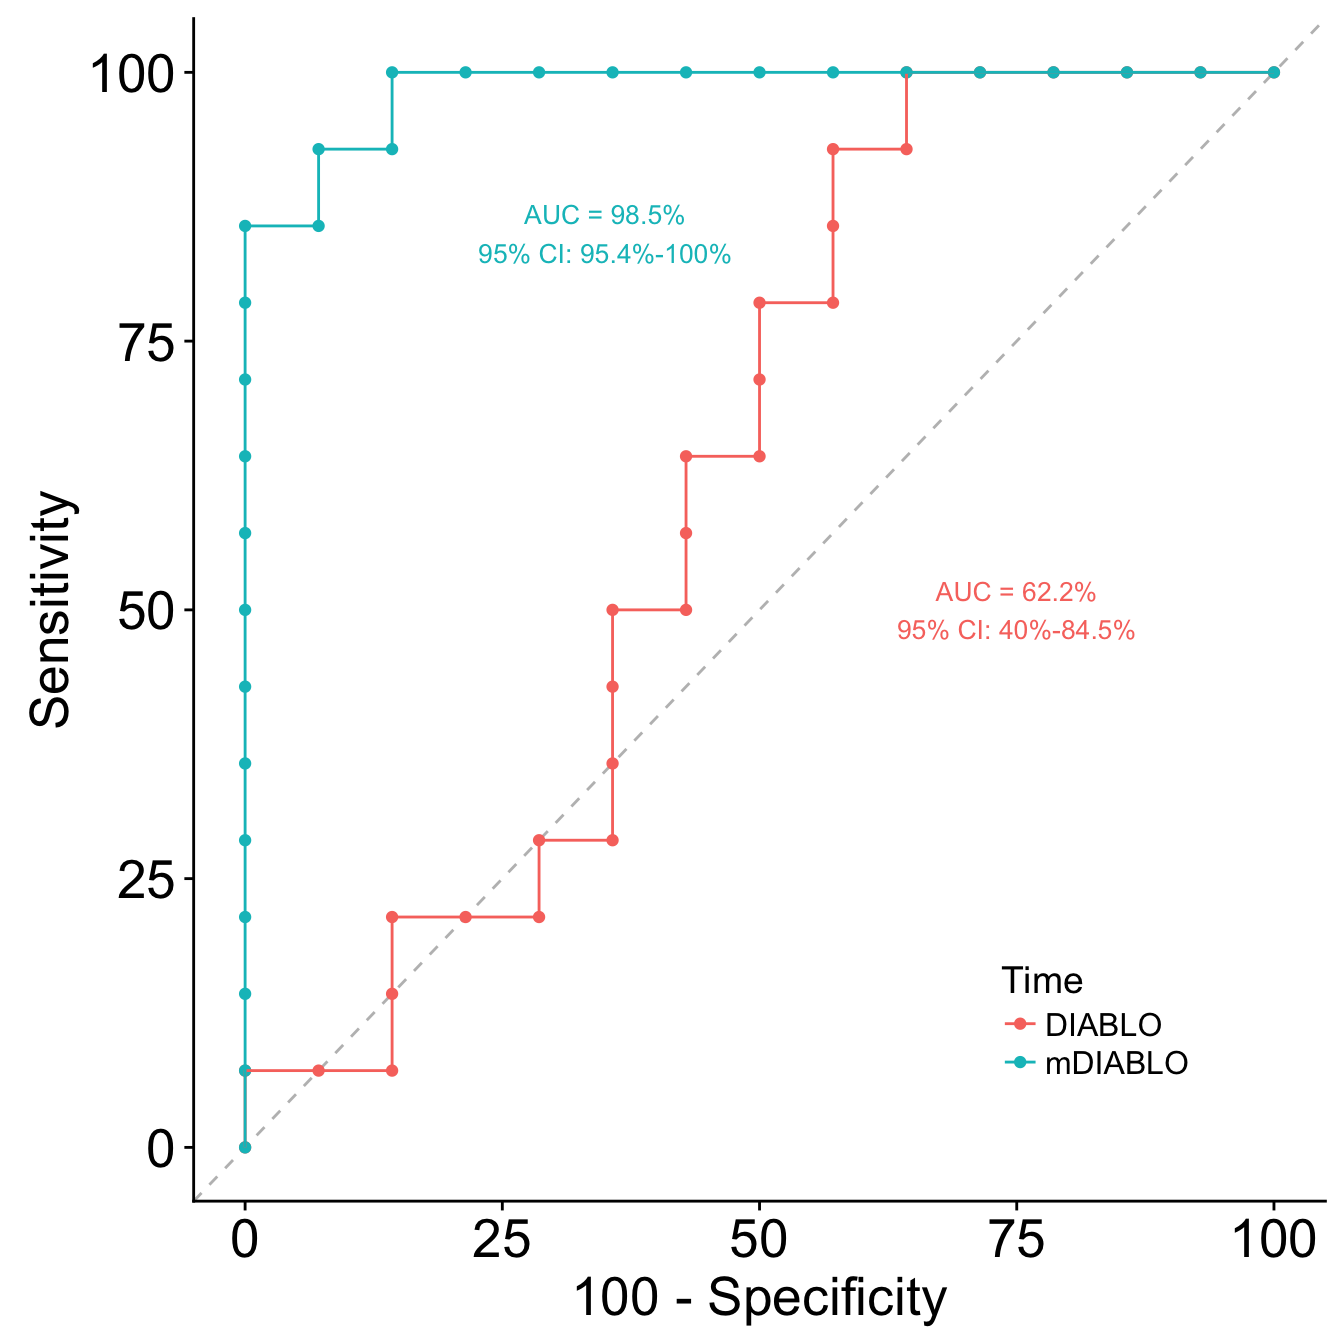 100
75
50
25
0
Sensitivity
AUC = 98.5%
95% CI: 95.4%-100%
AUC = 62.2%
95% CI: 40%-84.5%
Time
DIABLO
mDIABLO
0 25 50 75 100
100 - Specificity